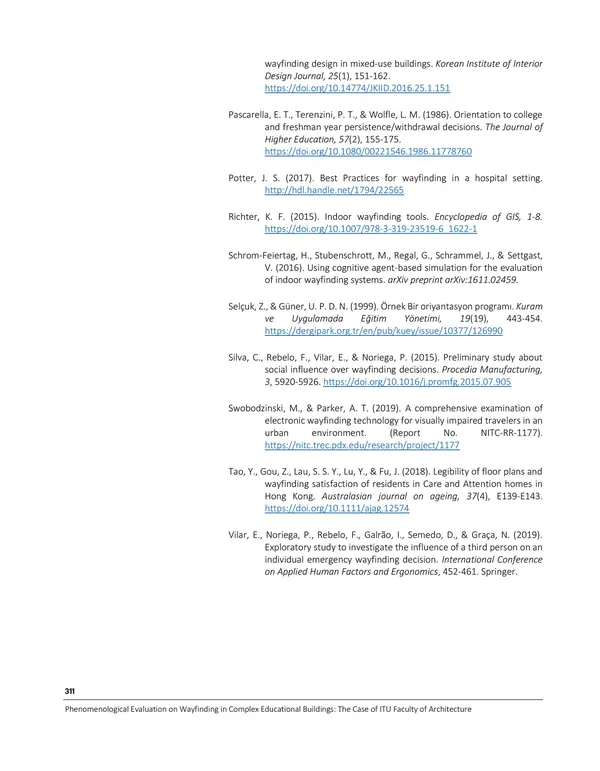 wayfinding design in mixed-use buildings. Korean Institute of Interior
Design Journal, 25(1), 151-162.
https://doi.org/10.14774/JKIID.2016.25.1.151
Pascarella, E. T., Terenzini, P. T., & Wolfle, L. M. (1986). Orientation to college
and freshman year persistence/withdrawal decisions. The Journal of
Higher Education, 57(2), 155-175.
https://doi.org/10.1080/00221546.1986.11778760
Potter, J. S. (2017). Best Practices for wayfinding in a hospital setting.
http://hdl.handle.net/1794/22565
Richter, K. F. (2015). Indoor wayfinding tools. Encyclopedia of GIS, 1-8.
https://doi.org/10.1007/978-3-319-23519-6_1622-1
Schrom-Feiertag, H., Stubenschrott, M., Regal, G., Schrammel, J., & Settgast,
V. (2016). Using cognitive agent-based simulation for the evaluation
of indoor wayfinding systems. arXiv preprint arXiv:1611.02459.
Selçuk, Z., & Güner, U. P. D. N. (1999). Örnek Bir oriyantasyon programı. Kuram
ve Uygulamada Eğitim Yönetimi, 19(19), 443-454.
https://dergipark.org.tr/en/pub/kuey/issue/10377/126990
Silva, C., Rebelo, F., Vilar, E., & Noriega, P. (2015). Preliminary study about
social influence over wayfinding decisions. Procedia Manufacturing,
3, 5920-5926. https://doi.org/10.1016/j.promfg.2015.07.905
Swobodzinski, M., & Parker, A. T. (2019). A comprehensive examination of
electronic wayfinding technology for visually impaired travelers in an
urban environment. (Report No. NITC-RR-1177).
https://nitc.trec.pdx.edu/research/project/1177
Tao, Y., Gou, Z., Lau, S. S. Y., Lu, Y., & Fu, J. (2018). Legibility of floor plans and
wayfinding satisfaction of residents in Care and Attention homes in
Hong Kong. Australasian journal on ageing, 37(4), E139-E143.
https://doi.org/10.1111/ajag.12574
Vilar, E., Noriega, P., Rebelo, F., Galrão, I., Semedo, D., & Graça, N. (2019).
Exploratory study to investigate the influence of a third person on an
individual emergency wayfinding decision. International Conference
on Applied Human Factors and Ergonomics, 452-461. Springer.
311
Phenomenological Evaluation on Wayfinding in Complex Educational Buildings: The Case of ITU Faculty of Architecture